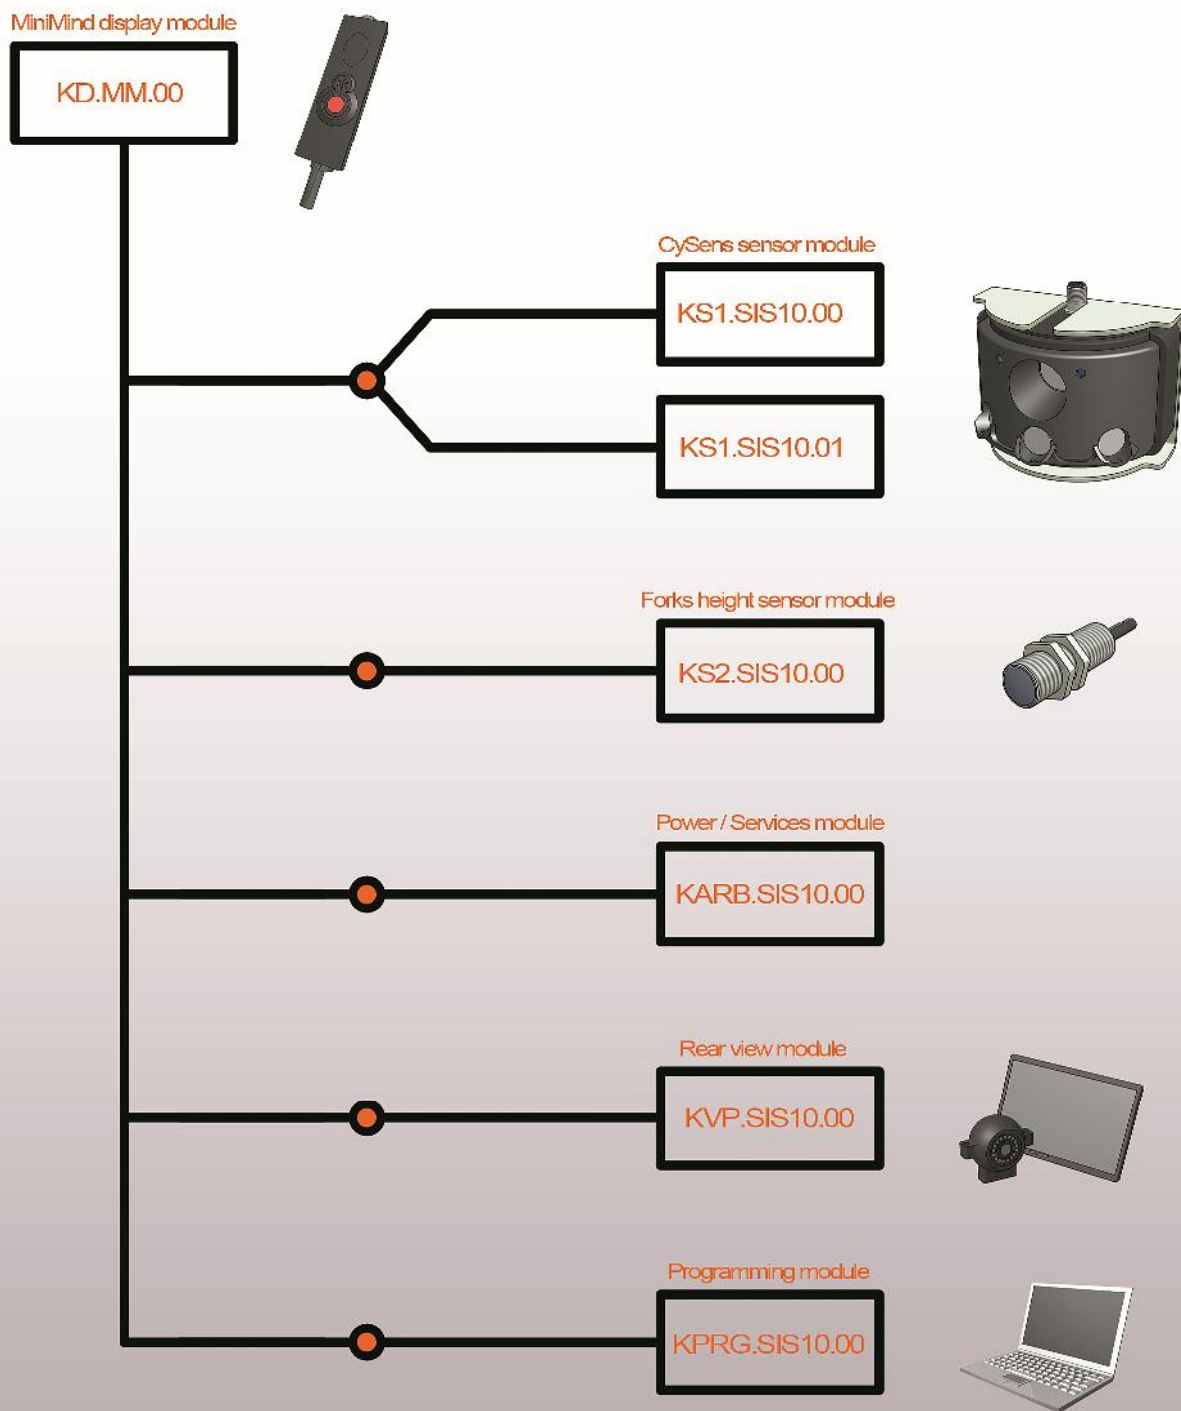 MiniMind display module
KD.MM.00
CySens sensor module
KS1.SIS10.00
KS1.SIS10.01
Forks height sensor module
KS2.SIS10.00
Power / Services module
KARB.SIS10.00
Rear view module
KVP.SIS10.00
Programming module
KPRG.SIS10.00